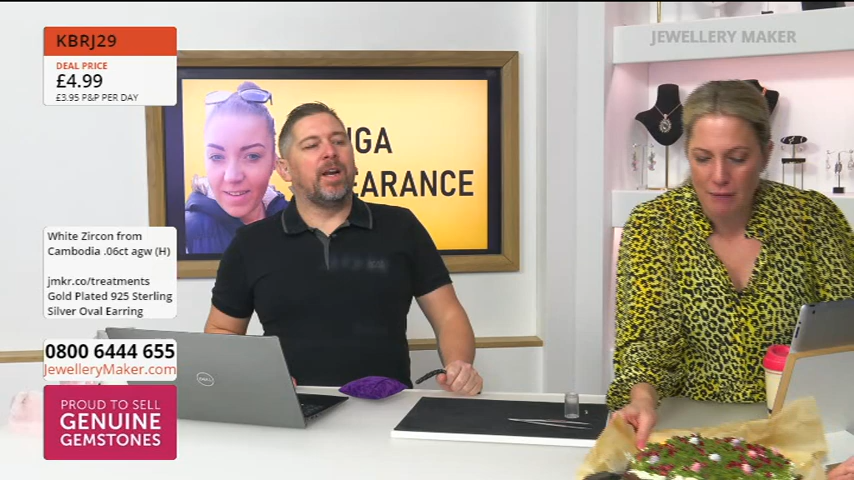 KBRJ29
DEAL PRICE
£4.99
£3.95 P&P PER DAY
JEWELLERY MAKER
CLEARANCE
White Zircon from
Cambodia .06ct agw (H)
jmkr.co/treatments
Gold Plated 925 Sterling
Silver Oval Earring
0800 6444 655
JewelleryMaker.com
DELL
PROUD TO SELL
GENUINE
GEMSTONES